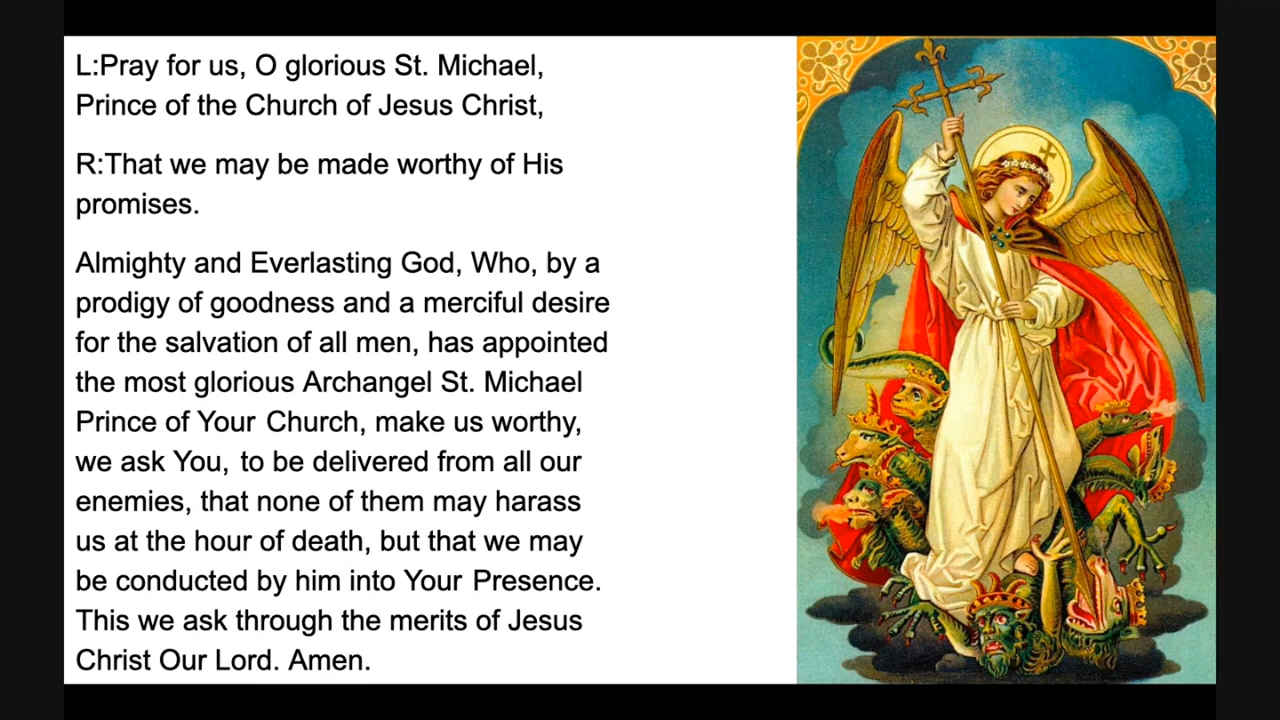 L:Pray for us, O glorious St. Michael,
Prince of the Church of Jesus Christ,
R:That we may be made worthy of His
promises.
Almighty and Everlasting God, Who, by a
prodigy of goodness and a merciful desire
for the salvation of all men, has appointed
the most glorious Archangel St. Michael
Prince of Your Church, make us worthy,
we ask You, to be delivered from all our
enemies, that none of them may harass
us at the hour of death, but that we may
be conducted by him into Your Presence.
This we ask through the merits of Jesus
Christ Our Lord. Amen.